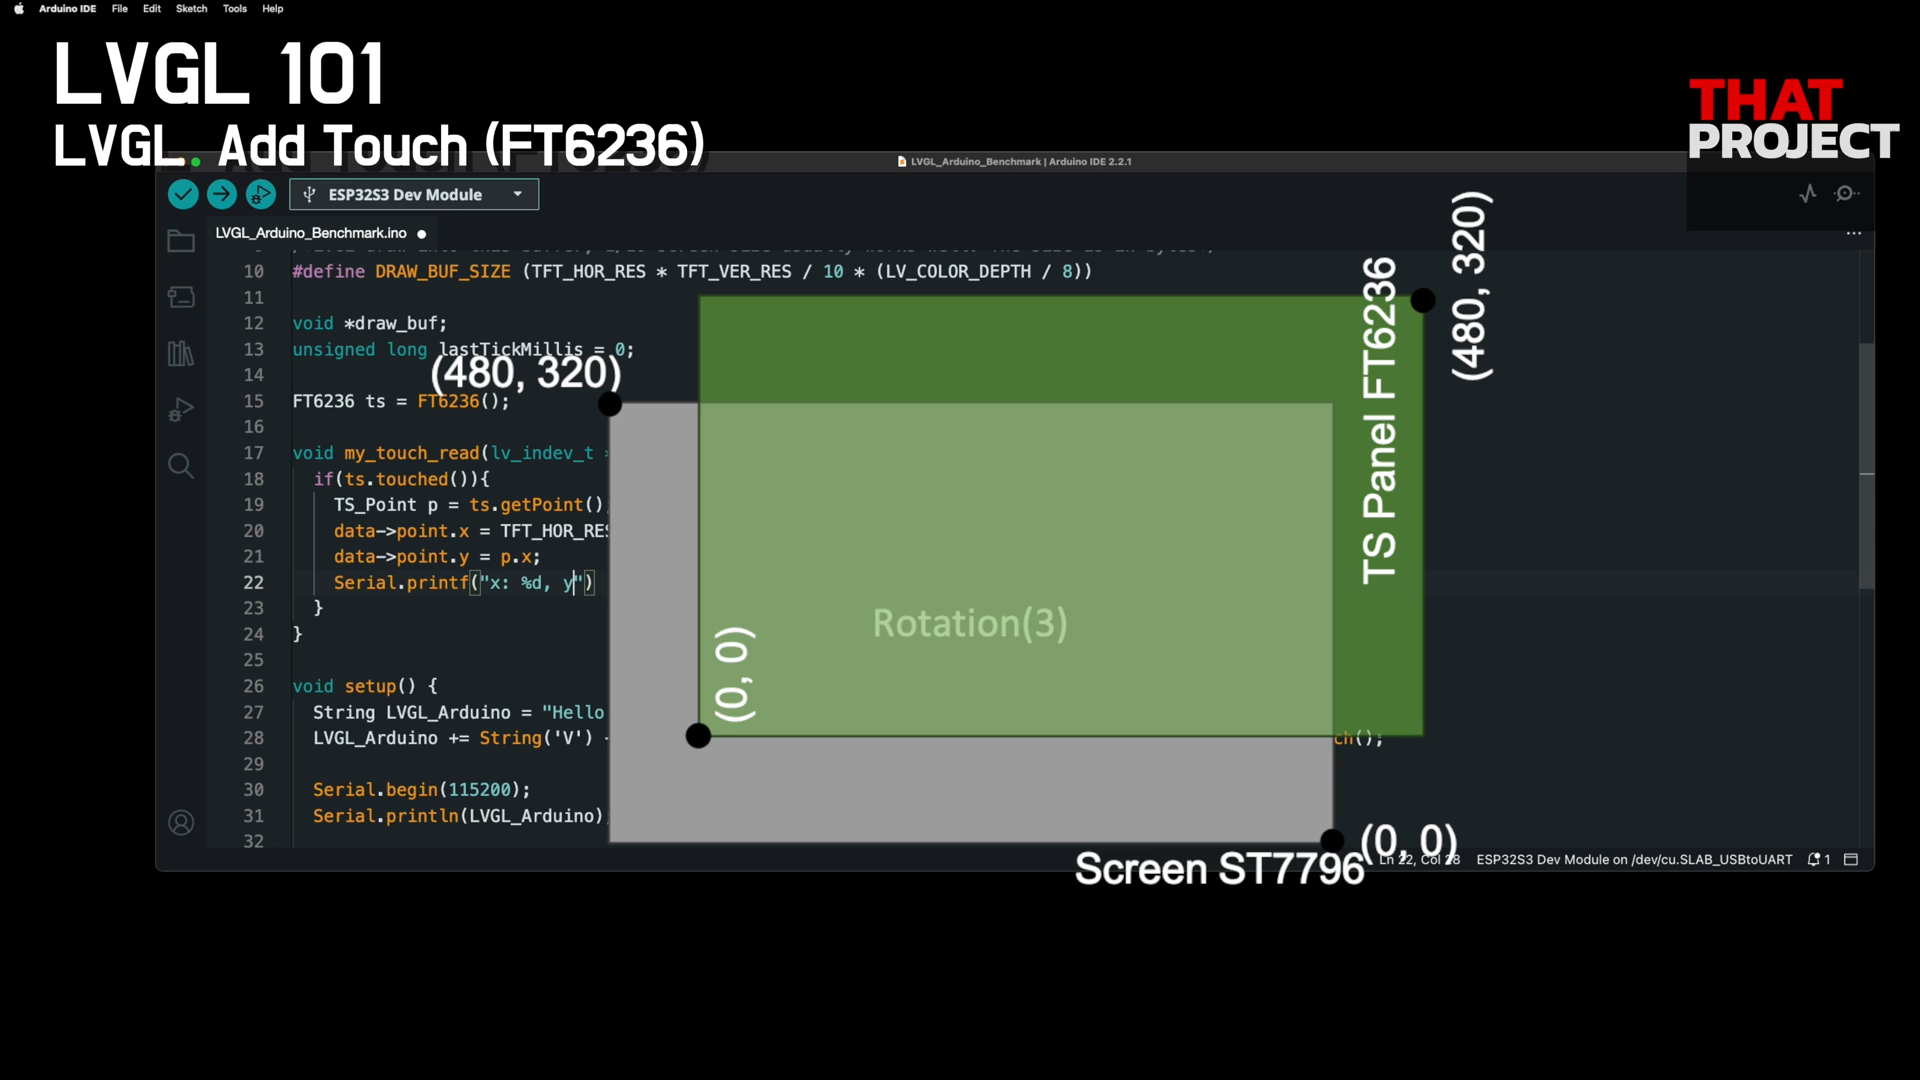 Arduino IDE File Edit Sketch Tools Help
LVGL 101
LVGL. Add Touch (FT6236)
THAT
PROJECT
LVGL_Arduino_Benchmark | Arduino IDE 2.2.1
ESP32S3 Dev Module
LVGL_Arduino_Benchmark.ino
10 #define DRAW_BUF_SIZE (TFT_HOR_RES * TFT_VER_RES / 10 * (LV_COLOR_DEPTH / 8))
11
12 void *draw_buf;
13 unsigned long lastTickMillis = 0;
14
15 FT6236 ts = FT6236();
16
17 void my_touch_read(lv_indev_t
18 if(ts.touched()){
19 TS_Point p = ts.getPoint()
20 data->point.x = TFT_HOR_RES
21 data->point.y = p.x;
22 Serial.printf("x: %d, y")
23 }
24 }
25
26 void setup() {
27 String LVGL_Arduino = "Hello
28 LVGL_Arduino += String('V') ch();
29
30 Serial.begin(115200);
31 Serial.println(LVGL_Arduino)
32
(480, 320)
(480, 320)
TS Panel FT6236
Rotation(3)
(0, 0)
(0, 0)
Screen ST7796
Ln 22, Col 28 ESP32S3 Dev Module on /dev/cu.SLAB_USBtoUART 1